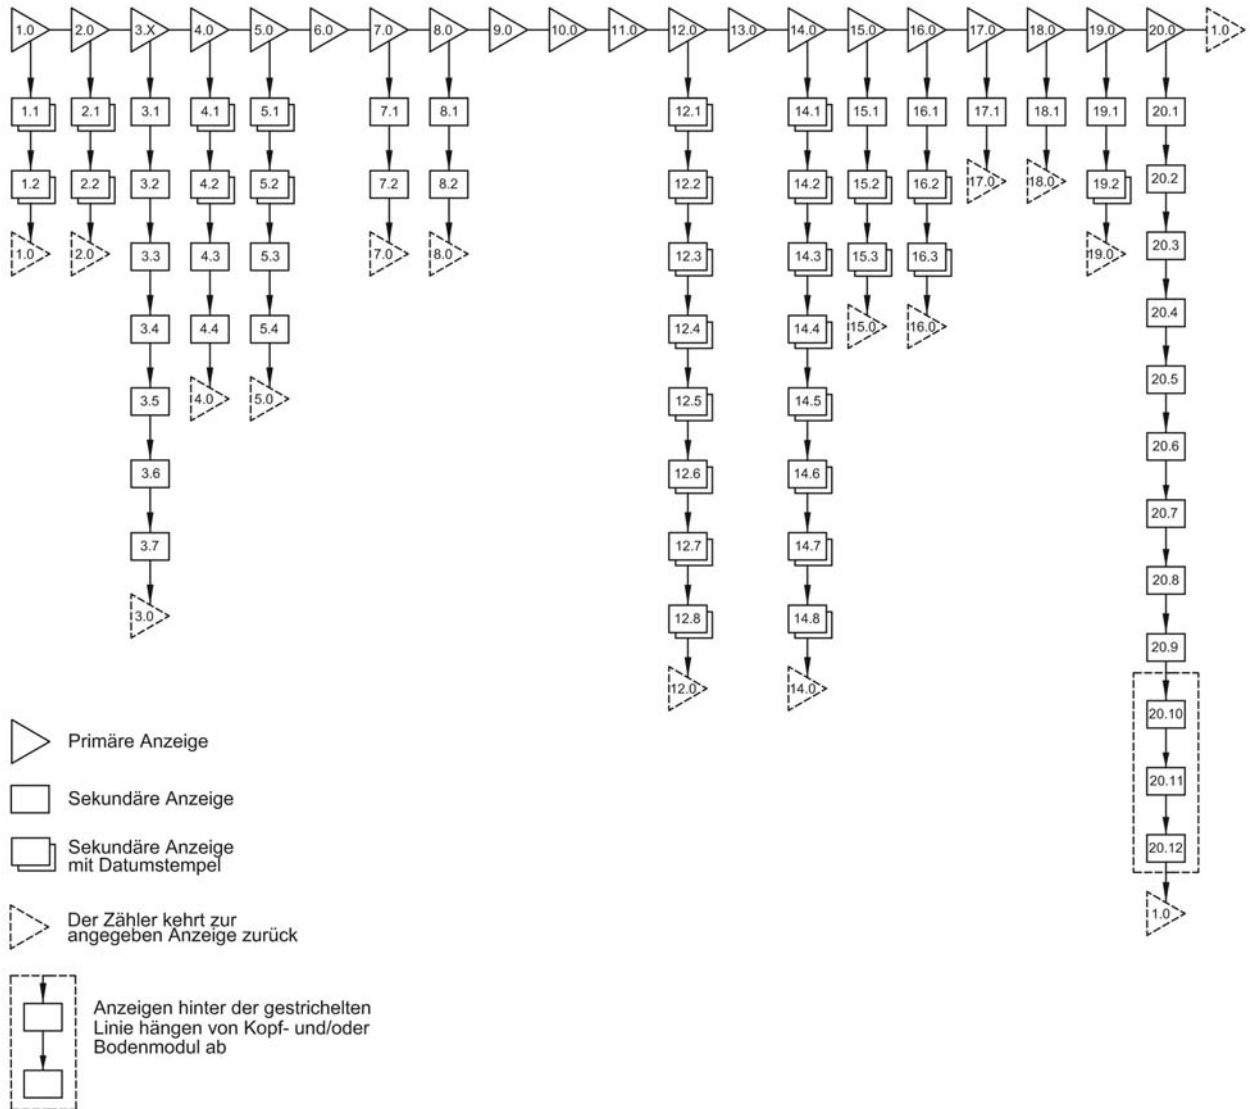 1.0 2.0 3.X 4.0 5.0 6.0 7.0 8.0 9.0 10.0 11.0 12.0 13.0 14.0 15.0 16.0 17.0 18.0 19.0 20.0 1.0
1.1 2.1 3.1 4.1 5.1 7.1 8.1 12.1 14.1 15.1 16.1 17.1 18.1 19.1 20.1
1.2 2.2 3.2 4.2 5.2 7.2 8.2 12.2 14.2 15.2 16.2 17.0 18.0 19.2 20.2
1.0 2.0 3.3 4.3 5.3 7.0 8.0 12.3 14.3 15.3 16.3 19.0 20.3
3.4 4.4 5.4 12.4 14.4 15.0 16.0 20.4
3.5 4.0 5.0 12.5 14.5 20.5
3.6 12.6 14.6 20.6
3.7 12.7 14.7 20.7
3.0 12.8 14.8 20.8
12.0 14.0 20.9
20.10
20.11
20.12
1.0
Primäre Anzeige
Sekundäre Anzeige
Sekundäre Anzeige
mit Datumstempel
Der Zähler kehrt zur
angegeben Anzeige zurück
Anzeigen hinter der gestrichelten
Linie hängen von Kopf- und/oder
Bodenmodul ab